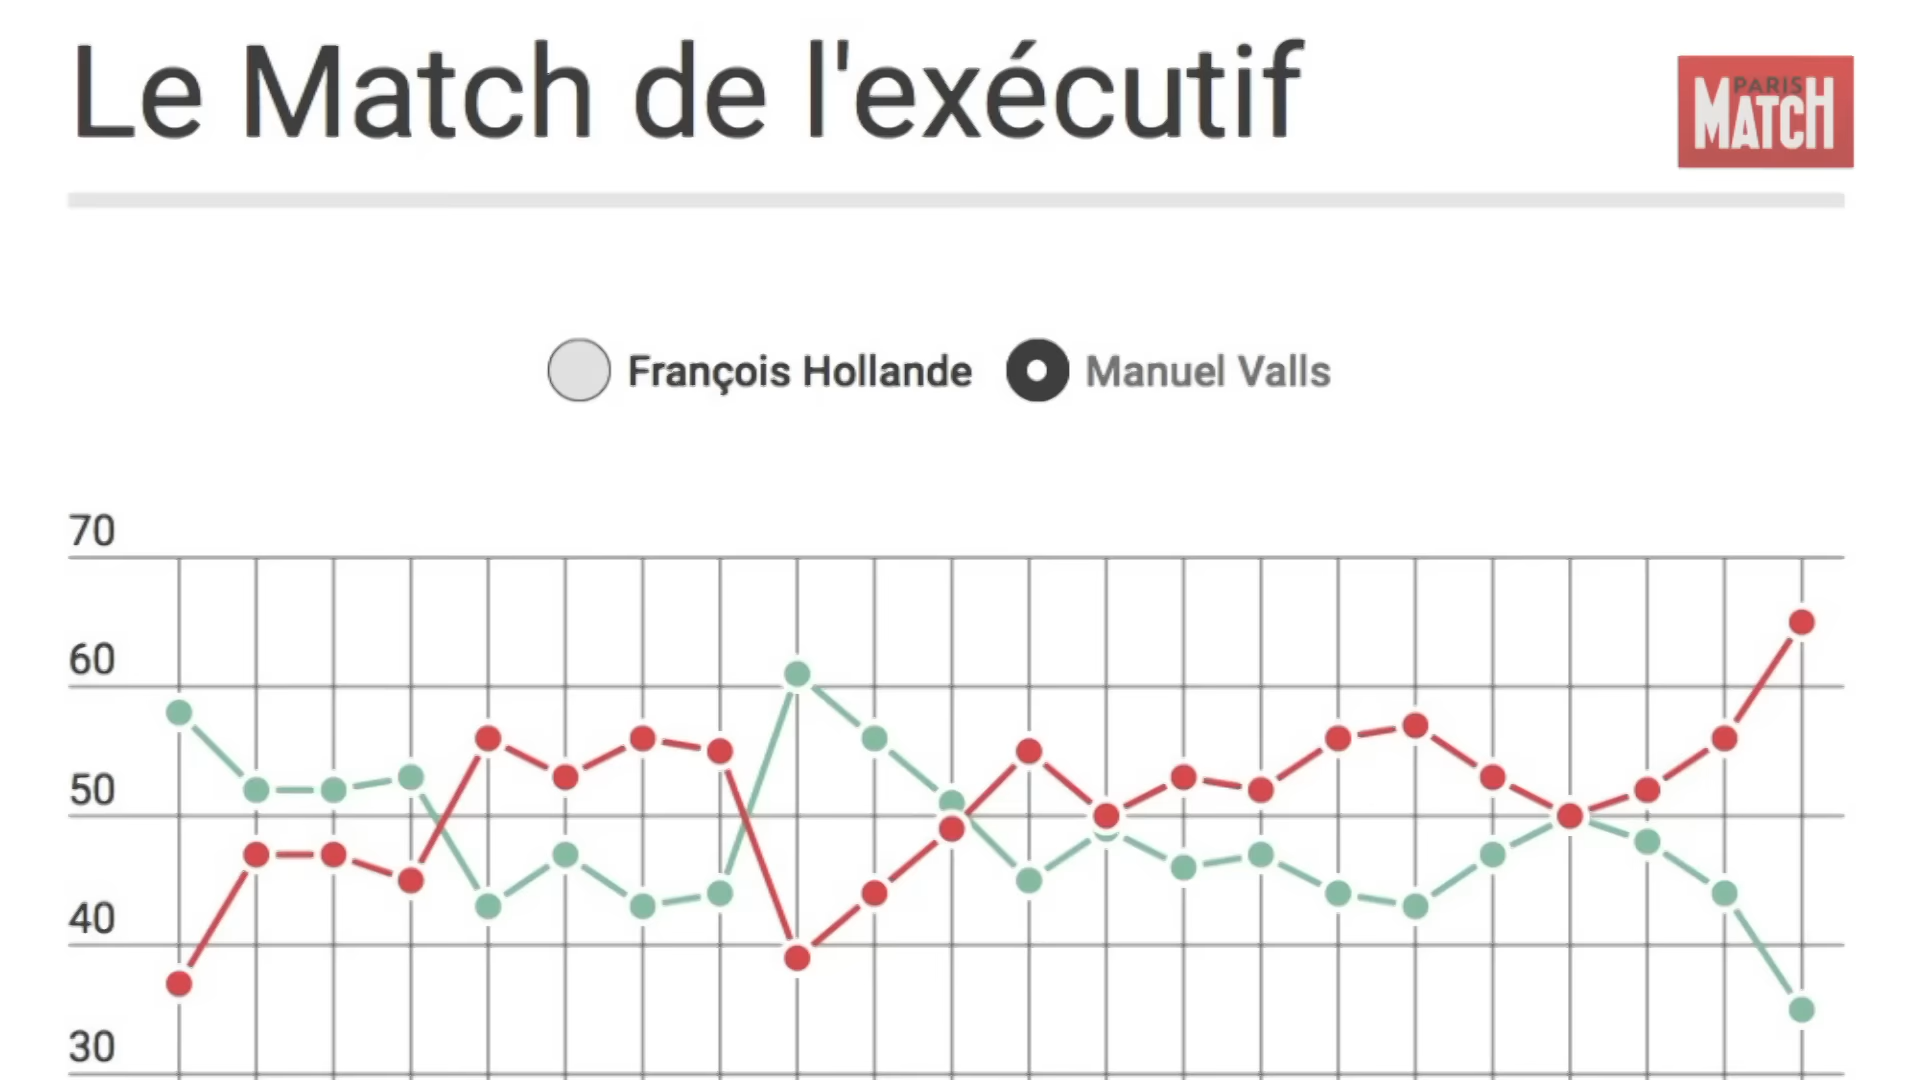 Le Match de l'exécutif
PARIS
MATCH
François Hollande Manuel Valls
70
60
50
40
30